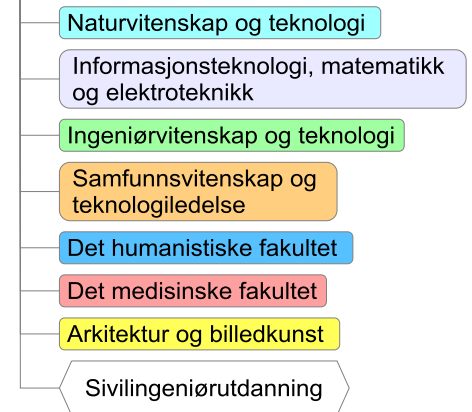 Naturvitenskap og teknologi
Informasjonsteknologi, matematikk
og elektroteknikk
Ingeniørvitenskap og teknologi
Samfunnsvitenskap og
teknologiledelse
Det humanistiske fakultet
Det medisinske fakultet
Arkitektur og billedkunst
Sivilingeniørutdanning